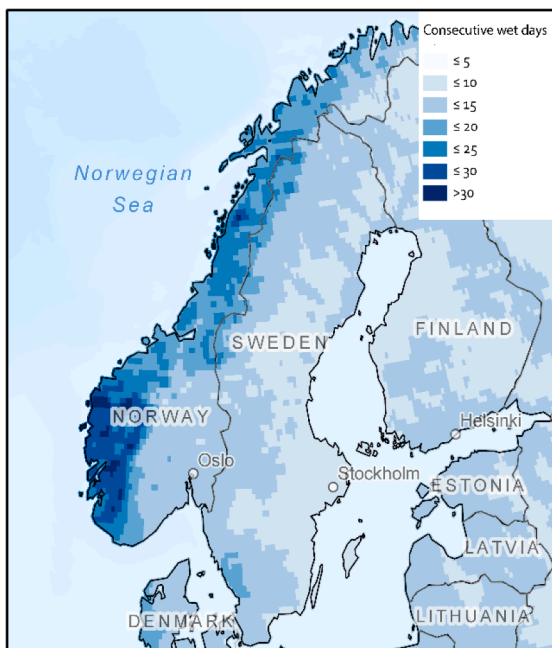 Consecutive wet days
≤ 5
≤ 10
≤ 15
≤ 20
≤ 25
≤ 30
>30
Norwegian
Sea
SWEDEN
FINLAND
NORWAY
Helsinki
Oslo
Stockholm
ESTONIA
LATVIA
DENMARK
LITHUANIA